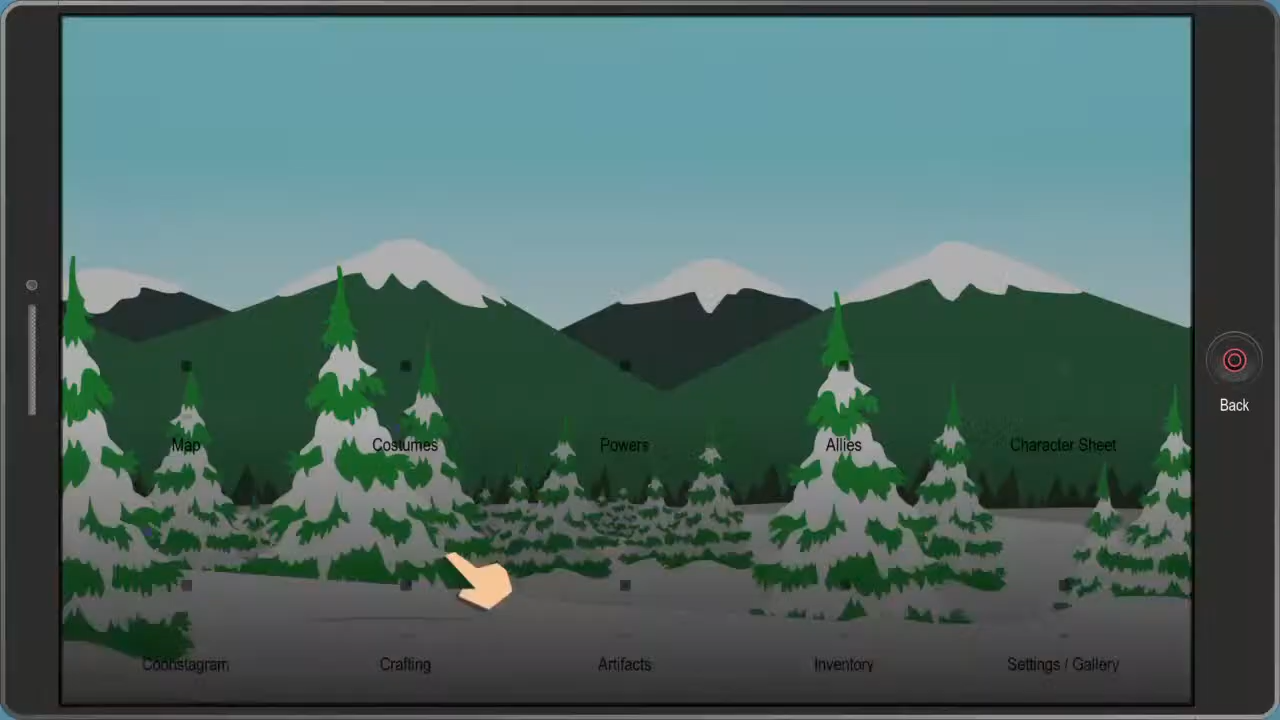 Back
Map Costumes Powers Allies Character Sheet
Coonstagram Crafting Artifacts Inventory Settings / Gallery